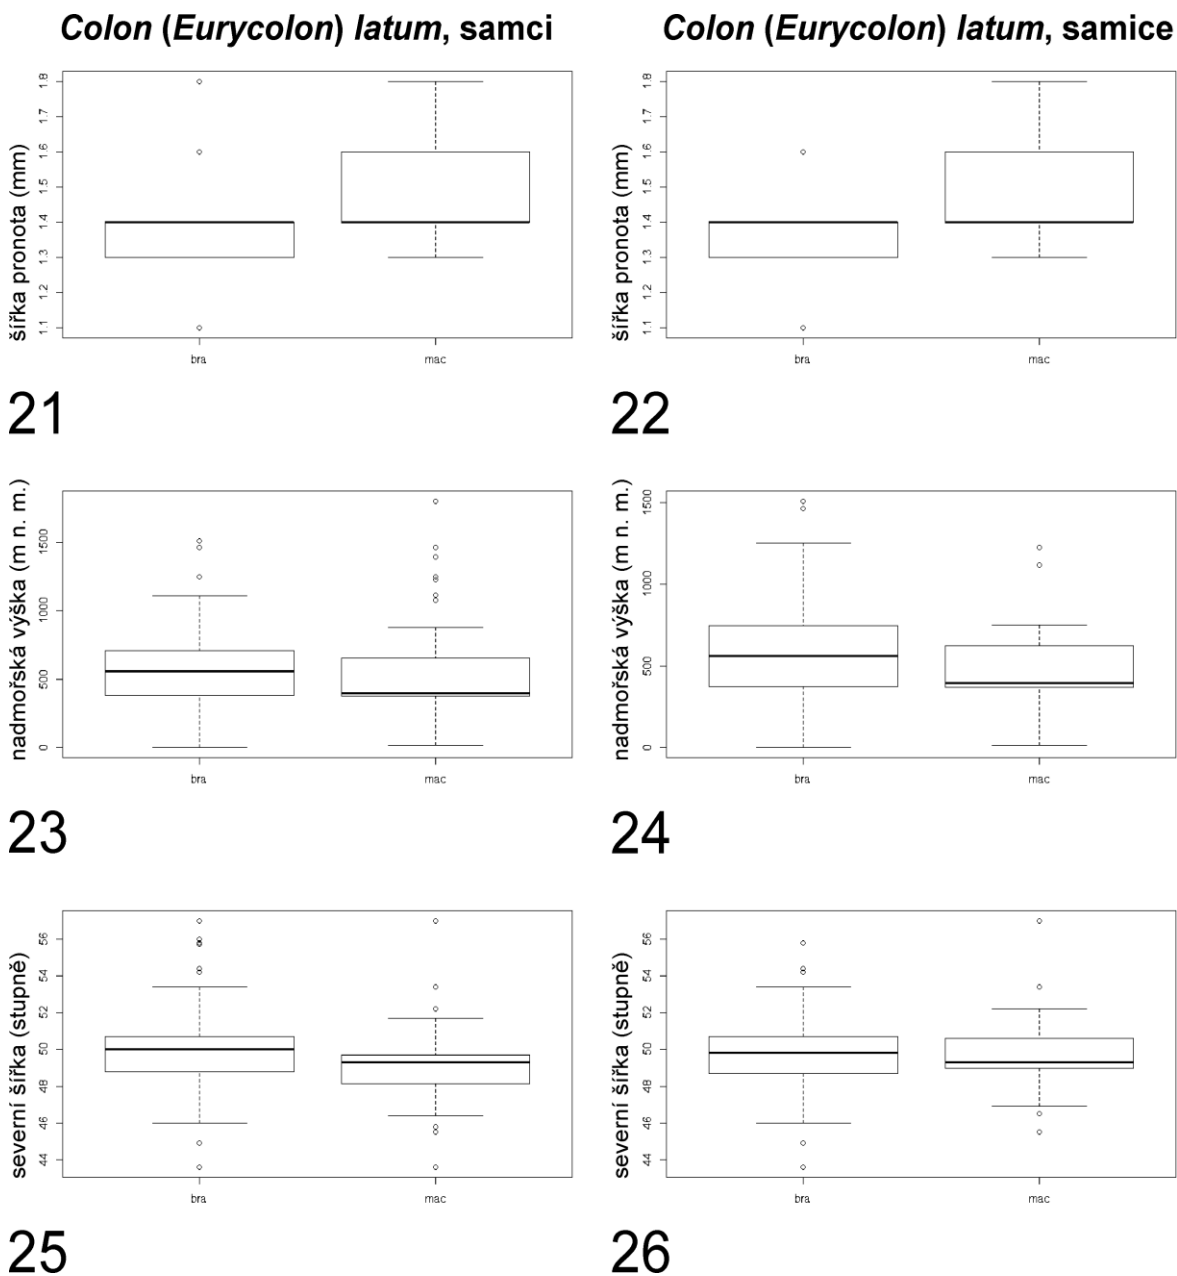 Colon (Eurycolon) latum, samci
Colon (Eurycolon) latum, samice
šířka pronota (mm)
1.8
1.7
1.6
1.5
1.4
1.3
1.2
1.1
bra
mac
21
šířka pronota (mm)
1.8
1.7
1.6
1.5
1.4
1.3
1.2
1.1
bra
mac
22
nadmořská výška (m n. m.)
1500
1000
500
0
bra
mac
23
nadmořská výška (m n. m.)
1500
1000
500
0
bra
mac
24
severní šířka (stupně)
56
54
52
50
48
46
44
bra
mac
25
severní šířka (stupně)
56
54
52
50
48
46
44
bra
mac
26